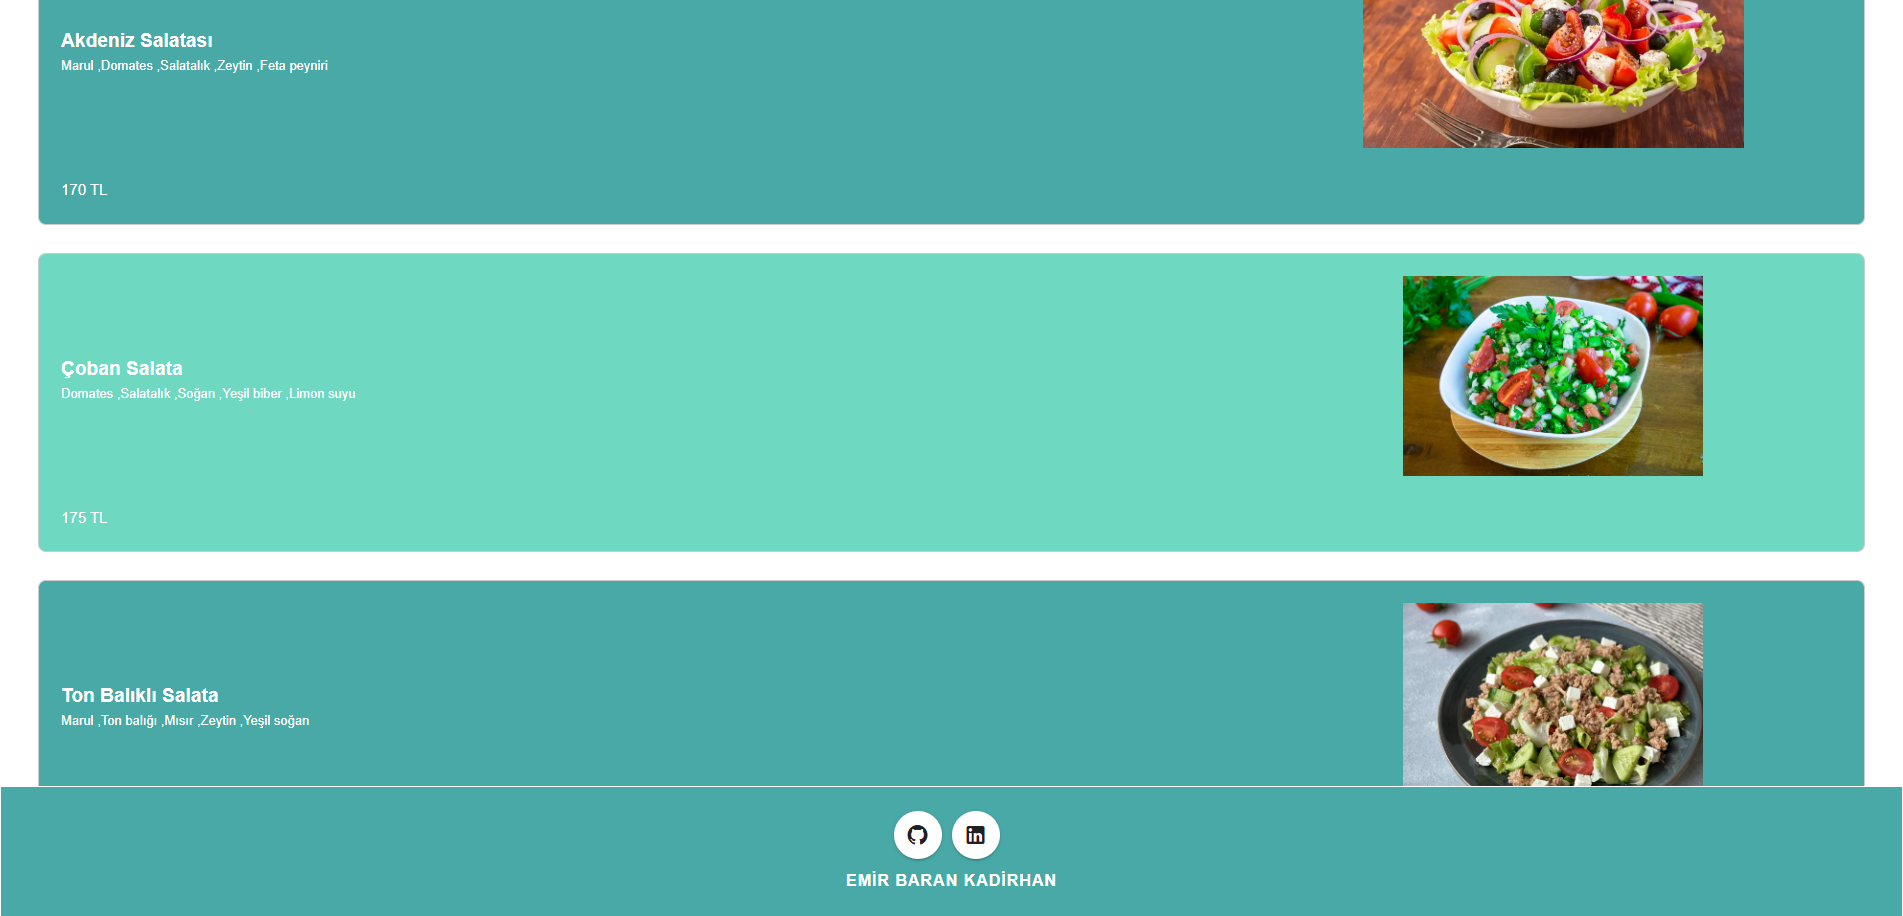 Akdeniz Salatası
Marul ,Domates ,Salatalık ,Zeytin ,Feta peyniri
170 TL
Çoban Salata
Domates ,Salatalık ,Soğan ,Yeşil biber ,Limon suyu
175 TL
Ton Balıklı Salata
Marul ,Ton balığı ,Mısır ,Zeytin ,Yeşil soğan
EMİR BARAN KADİRHAN